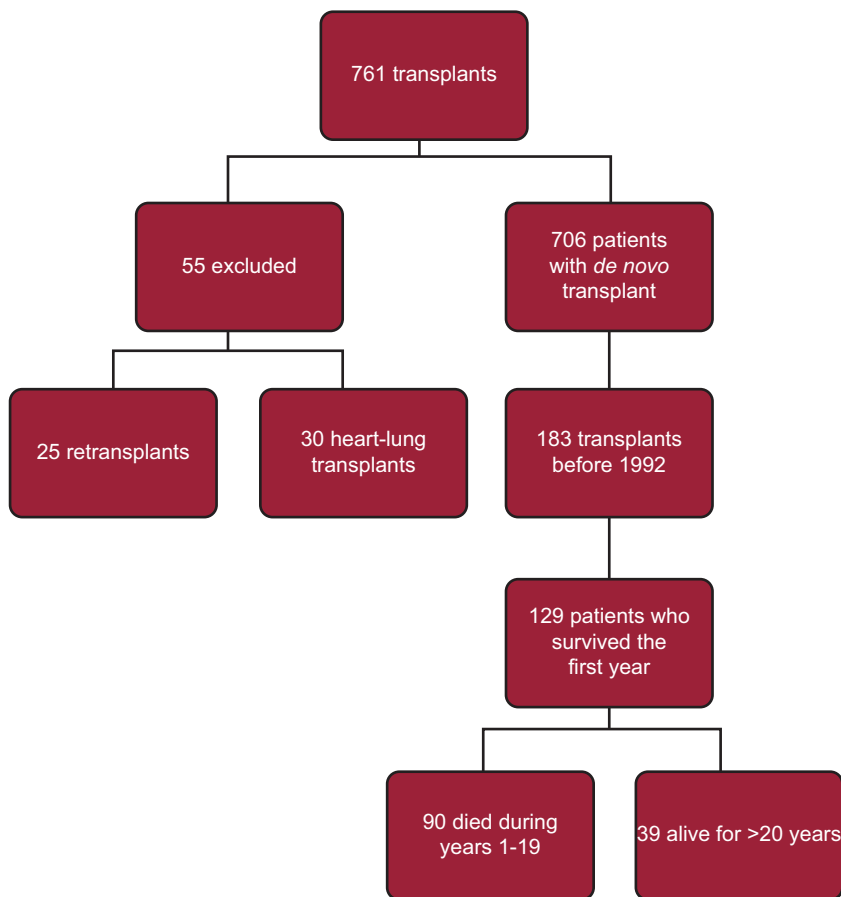 761 transplants
55 excluded
706 patients
with de novo
transplant
25 retransplants
30 heart-lung
transplants
183 transplants
before 1992
129 patients who
survived the
first year
90 died during
years 1-19
39 alive for >20 years